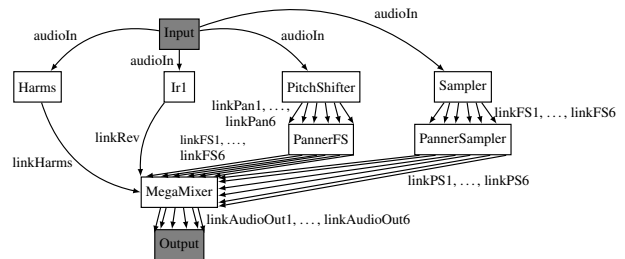 Input
audioIn
audioIn
audioIn
audioIn
Harms
Ir1
PitchShifter
Sampler
linkPan1, . . . ,
linkPan6
linkFS1, . . . , linkFS6
linkRev
linkFS1, . . . ,
linkFS6
PannerFS
PannerSampler
linkHarms
linkPS1, . . . , linkPS6
MegaMixer
linkAudioOut1, . . . , linkAudioOut6
Output